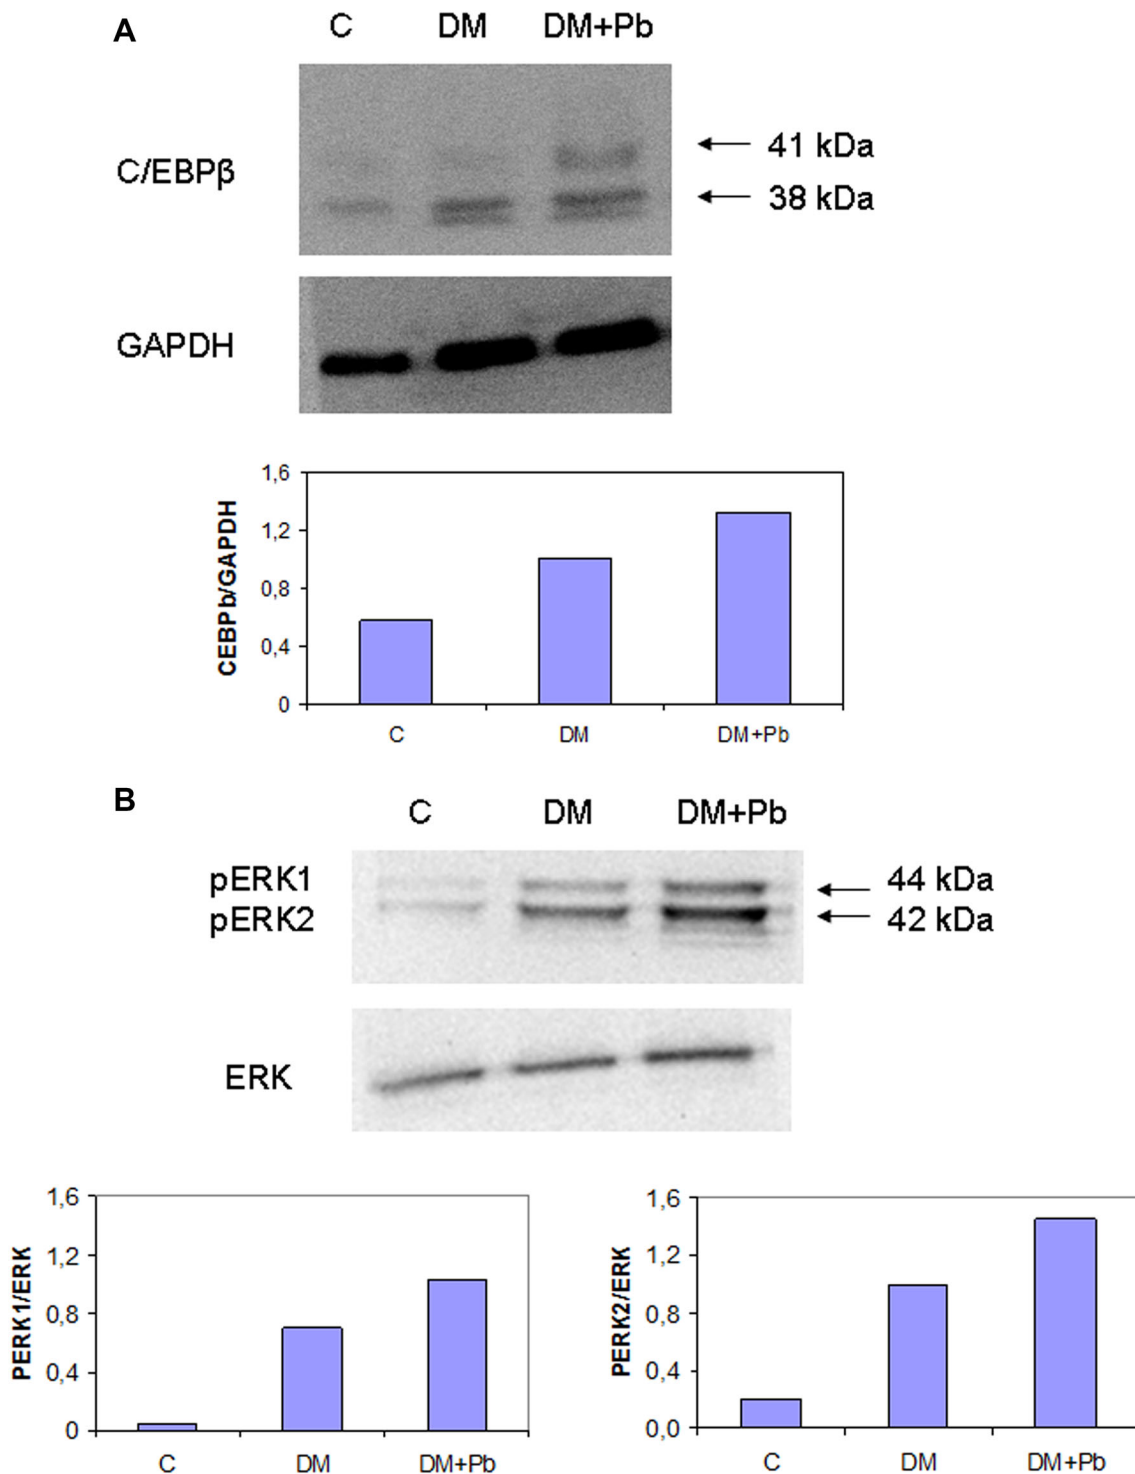 A
C DM DM+Pb
C/EBPβ
41 kDa
38 kDa
GAPDH
1,6
1,2
0,8
0,4
0
CEBPb/GAPDH
C DM DM+Pb
B
C DM DM+Pb
pERK1 44 kDa
pERK2 42 kDa
ERK
1,6
1,2
0,8
0,4
0
PERK1/ERK
C DM DM+Pb
1,6
1,2
0,8
0,4
0,0
PERK2/ERK
C DM DM+Pb